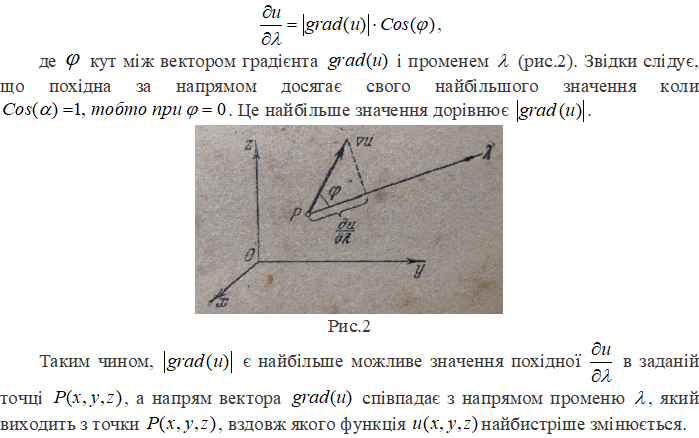 ∂u/∂λ = |grad(u)| · Cos(φ),
де φ кут між вектором градієнта grad(u) і променем λ (рис.2). Звідки слідує,
що похідна за напрямом досягає свого найбільшого значення коли
Cos(α) =1, тобто при φ = 0. Це найбільше значення дорівнює |grad(u)|.
z
∇u
λ
φ
P
∂u/∂λ
O
y
x
Рис.2
Таким чином, |grad(u)| є найбільше можливе значення похідної ∂u/∂λ в заданій
точці P(x, y, z), а напрям вектора grad(u) співпадає з напрямом променю λ, який
виходить з точки P(x, y, z), вздовж якого функція u(x, y, z) найбистріше змінюється.